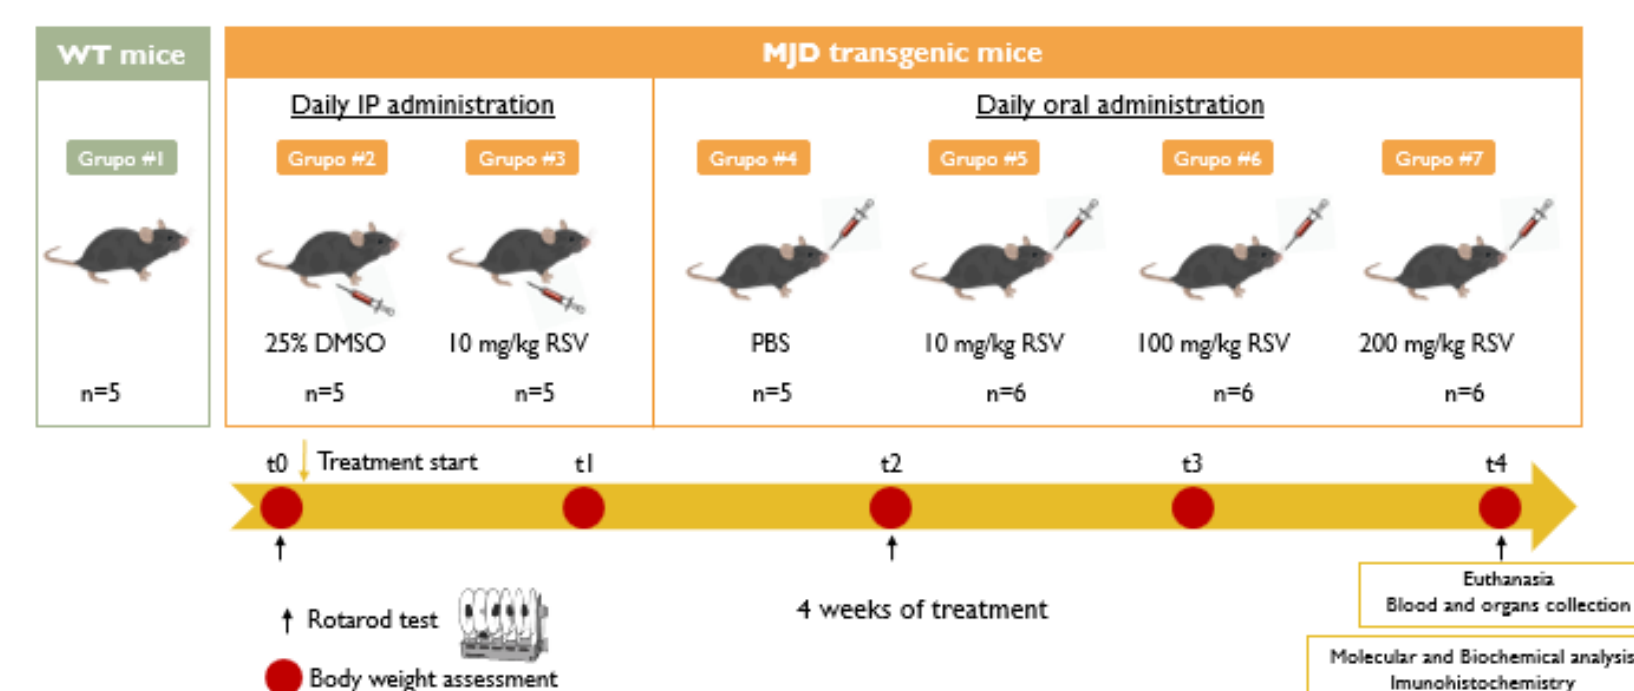 WT mice
MJD transgenic mice
Daily IP administration
Daily oral administration
Grupo #1
Grupo #2
Grupo #3
Grupo #4
Grupo #5
Grupo #6
Grupo #7
25% DMSO
10 mg/kg RSV
PBS
10 mg/kg RSV
100 mg/kg RSV
200 mg/kg RSV
n=5
n=5
n=5
n=5
n=6
n=6
n=6
t0
Treatment start
t1
t2
t3
t4
Rotarod test
4 weeks of treatment
Euthanasia
Blood and organs collection
Body weight assessment
Molecular and Biochemical analysis
Imunohistochemistry